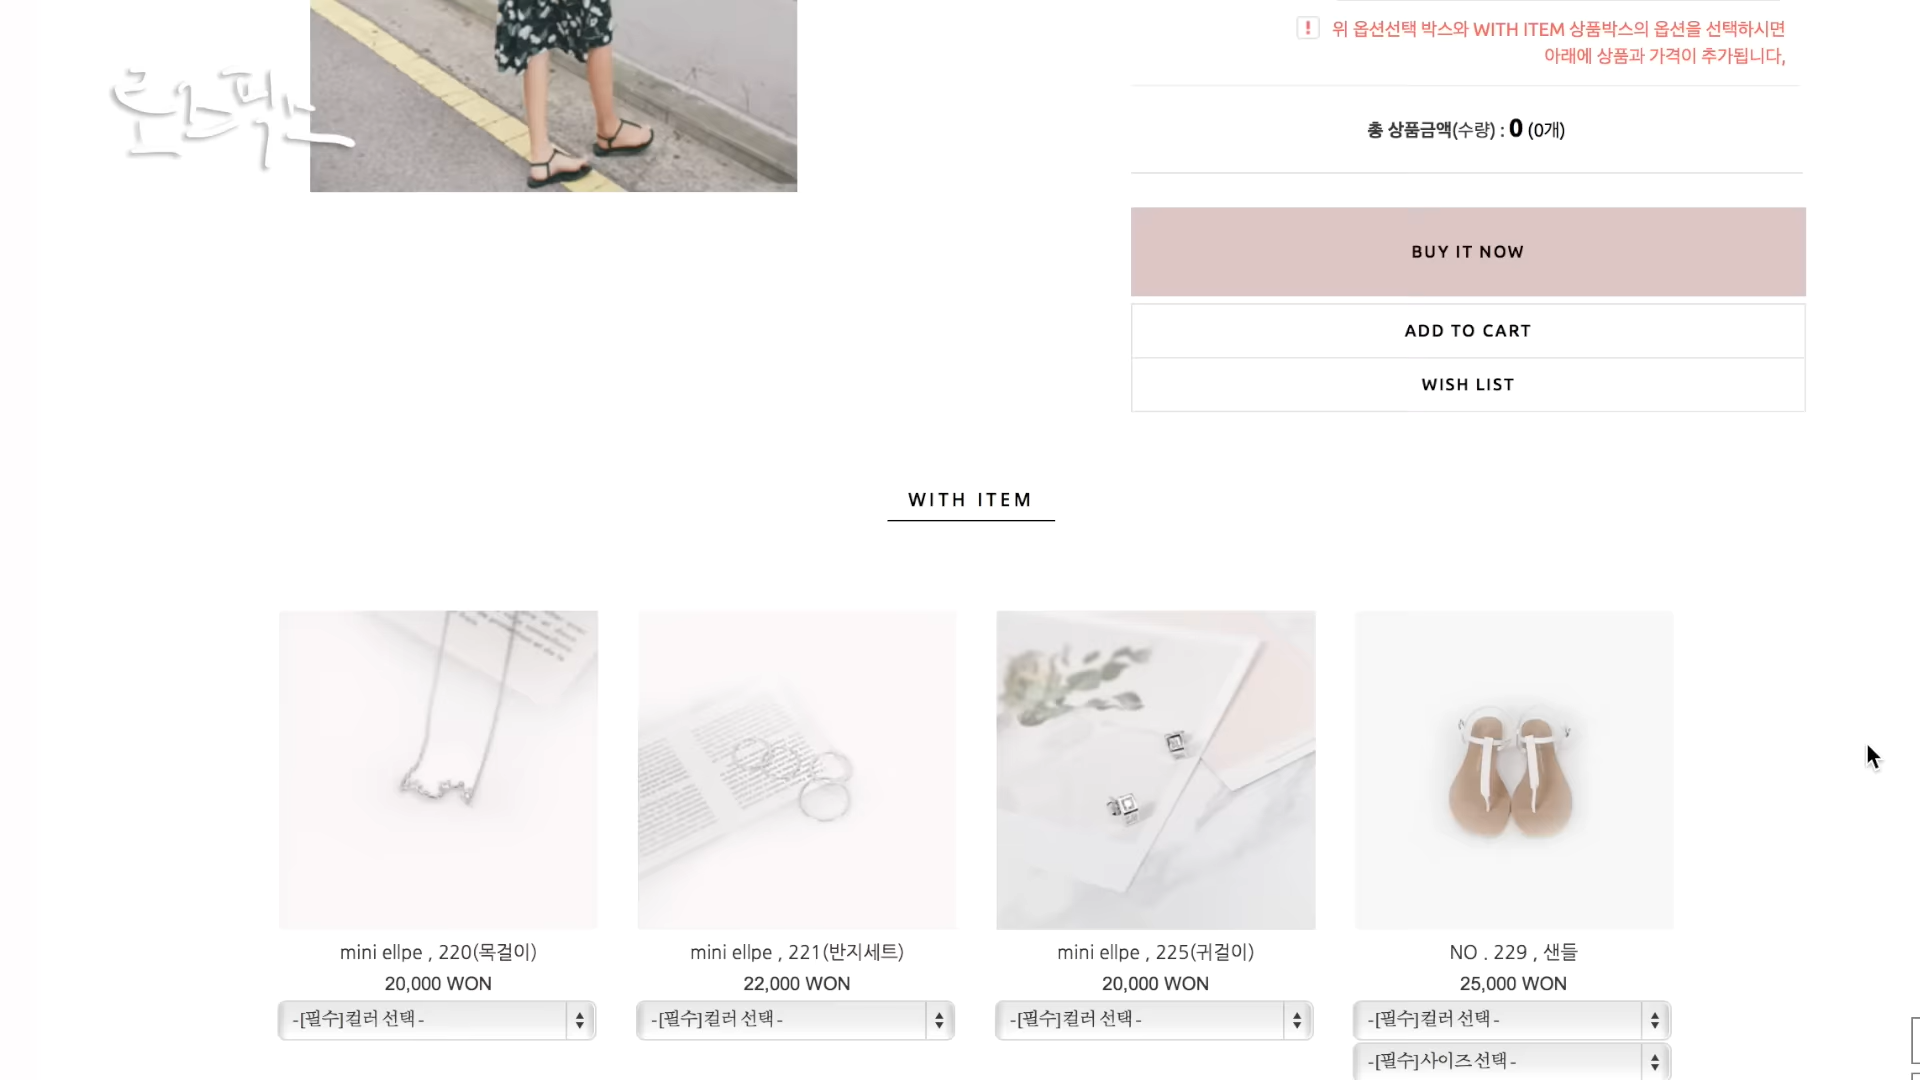 로스픽스
위 옵션선택 박스와 WITH ITEM 상품박스의 옵션을 선택하시면
아래에 상품과 가격이 추가됩니다,
총 상품금액(수량) : 0 (0개)
BUY IT NOW
ADD TO CART
WISH LIST
WITH ITEM
mini ellpe , 220(목걸이)
20,000 WON
-[필수]컬러 선택-
mini ellpe , 221(반지세트)
22,000 WON
-[필수]컬러 선택-
mini ellpe , 225(귀걸이)
20,000 WON
-[필수]컬러 선택-
NO . 229 , 샌들
25,000 WON
-[필수]컬러 선택-
-[필수]사이즈 선택-